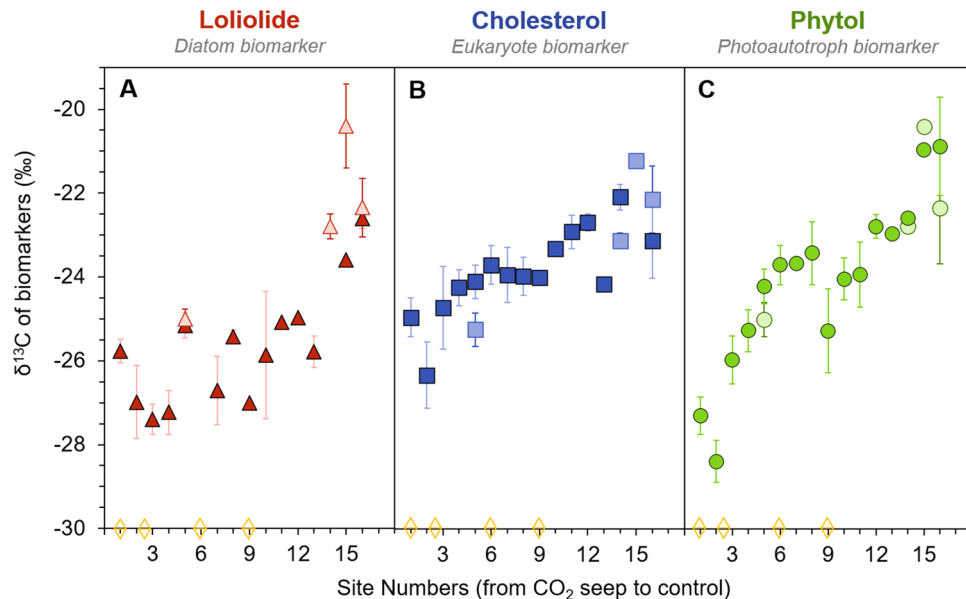 Loliolide
Diatom biomarker
Cholesterol
Eukaryote biomarker
Phytol
Photoautotroph biomarker
A
B
C
δ¹³C of biomarkers (‰)
-20
-22
-24
-26
-28
-30
3 6 9 12 15
3 6 9 12 15
3 6 9 12 15
Site Numbers (from CO₂ seep to control)